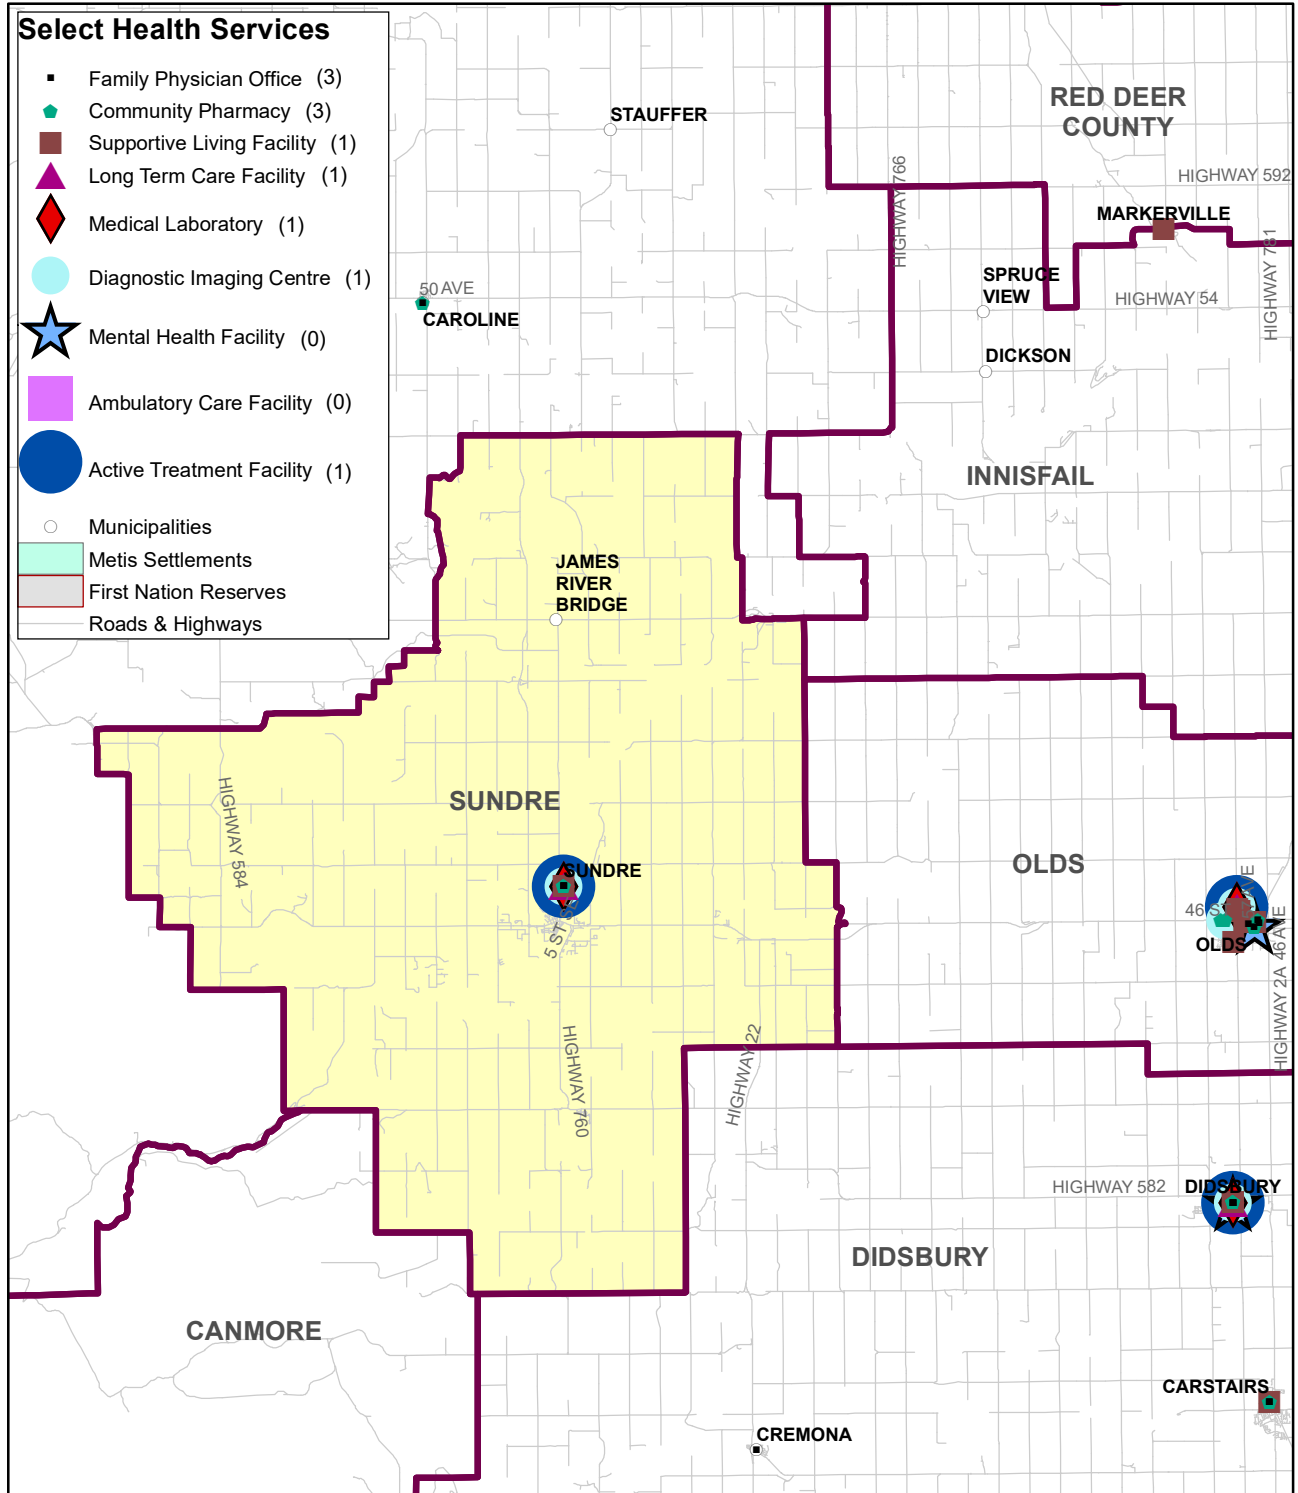 Select Health Services
Family Physician Office (3)
Community Pharmacy (3)
Supportive Living Facility (1)
Long Term Care Facility (1)
Medical Laboratory (1)
Diagnostic Imaging Centre (1)
Mental Health Facility (0)
Ambulatory Care Facility (0)
Active Treatment Facility (1)
Municipalities
Metis Settlements
First Nation Reserves
Roads & Highways
STAUFFER
RED DEER
COUNTY
HIGHWAY 766
HIGHWAY 592
MARKERVILLE
HIGHWAY 781
50 AVE
CAROLINE
SPRUCE
VIEW
HIGHWAY 54
DICKSON
INNISFAIL
JAMES
RIVER
BRIDGE
SUNDRE
HIGHWAY 584
SUNDRE
5 ST
OLDS
46 ST
AVE
OLDS
HIGHWAY 2A
46 AVE
HIGHWAY 22
HIGHWAY 760
HIGHWAY 582
DIDSBURY
DIDSBURY
CANMORE
CARSTAIRS
CREMONA